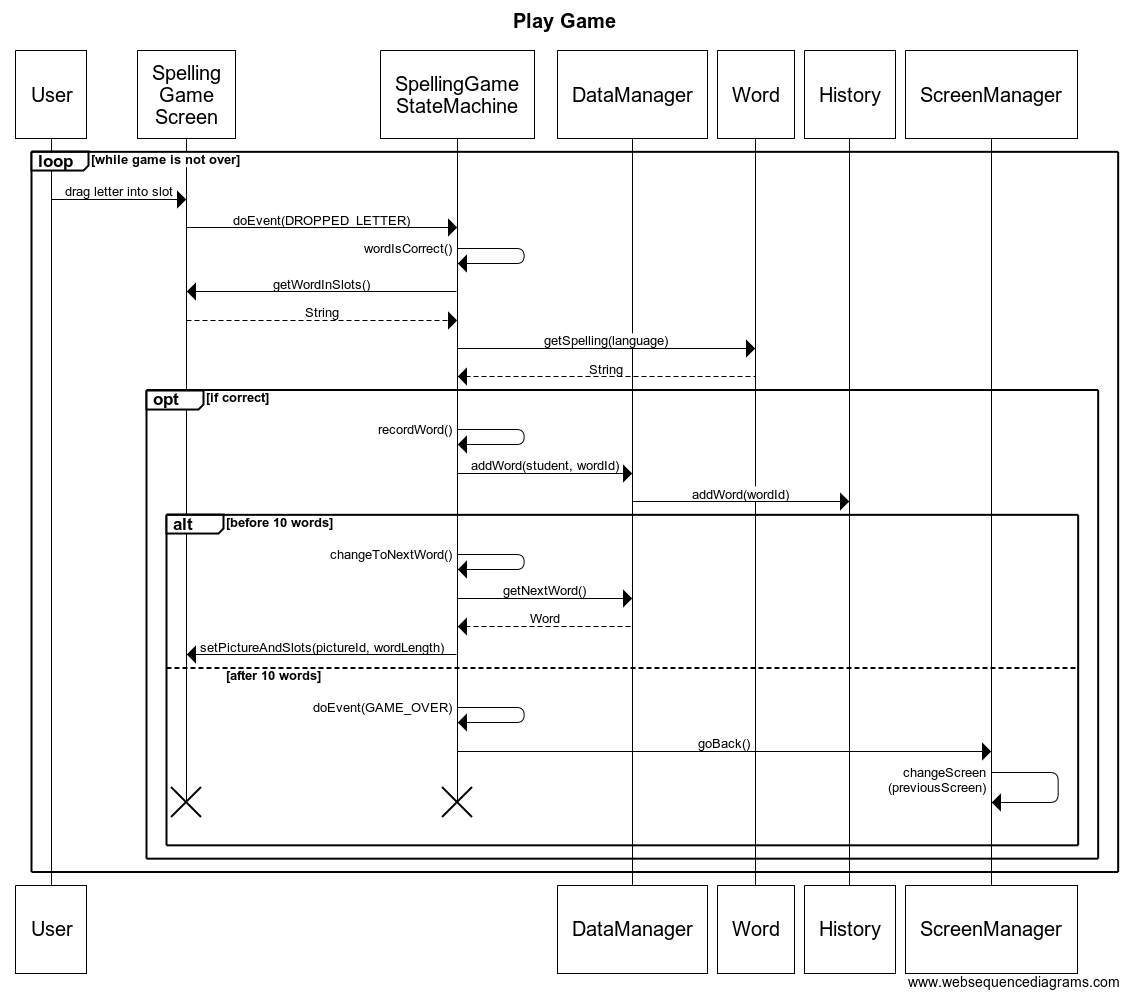 Play Game
User
Spelling
Game
Screen
SpellingGame
StateMachine
DataManager
Word
History
ScreenManager
loop
[while game is not over]
drag letter into slot
doEvent(DROPPED_LETTER)
wordIsCorrect()
getWordInSlots()
String
getSpelling(language)
String
opt
[if correct]
recordWord()
addWord(student, wordId)
addWord(wordId)
alt
[before 10 words]
changeToNextWord()
getNextWord()
Word
setPictureAndSlots(pictureId, wordLength)
[after 10 words]
doEvent(GAME_OVER)
goBack()
changeScreen
(previousScreen)
User
DataManager
Word
History
ScreenManager
www.websequencediagrams.com